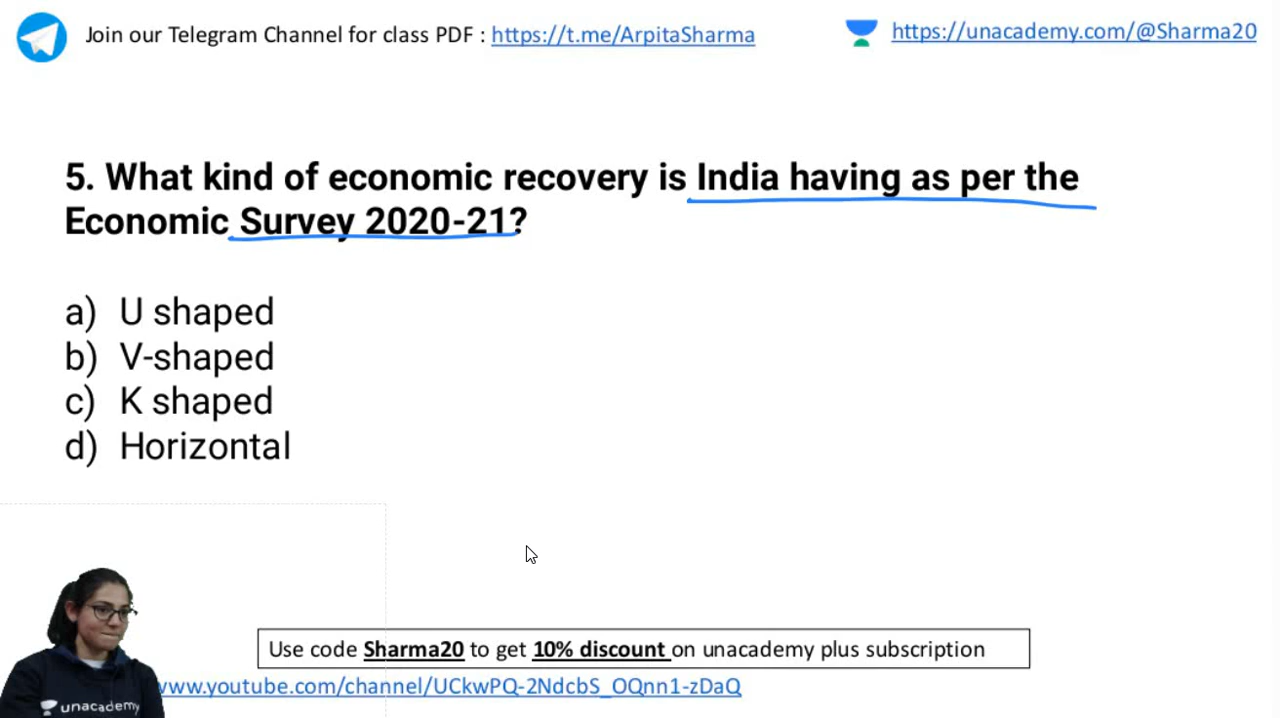 Join our Telegram Channel for class PDF : https://t.me/ArpitaSharma
https://unacademy.com/@Sharma20
5. What kind of economic recovery is India having as per the
Economic Survey 2020-21?
a) U shaped
b) V-shaped
c) K shaped
d) Horizontal
Use code Sharma20 to get 10% discount on unacademy plus subscription
www.youtube.com/channel/UCkwPQ-2NdcbS_OQnn1-zDaQ
unacademy